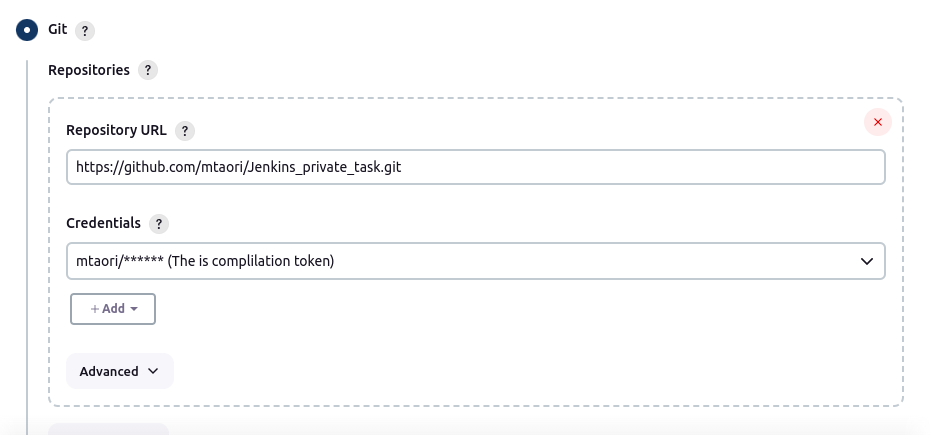 Git ?
Repositories ?
Repository URL ?
https://github.com/mtaori/Jenkins_private_task.git
Credentials ?
mtaori/****** (The is complilation token)
+ Add
Advanced